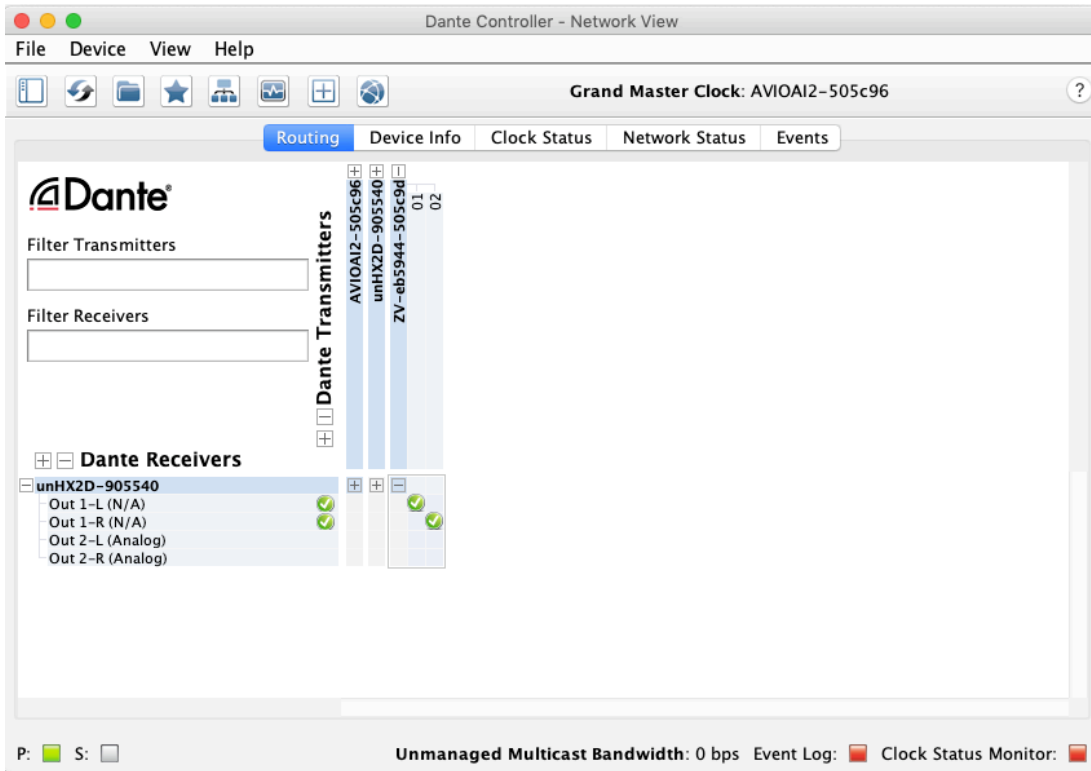 Dante Controller - Network View
File Device View Help
Grand Master Clock: AVIOAI2-505c96
?
Routing Device Info Clock Status Network Status Events
Dante
Filter Transmitters
Filter Receivers
Dante Transmitters
AVIOAI2-505c96
unHX2D-905540
ZV-eb5944-505c9d
01
02
Dante Receivers
unHX2D-905540
Out 1-L (N/A)
Out 1-R (N/A)
Out 2-L (Analog)
Out 2-R (Analog)
P: S: Unmanaged Multicast Bandwidth: 0 bps Event Log: Clock Status Monitor: